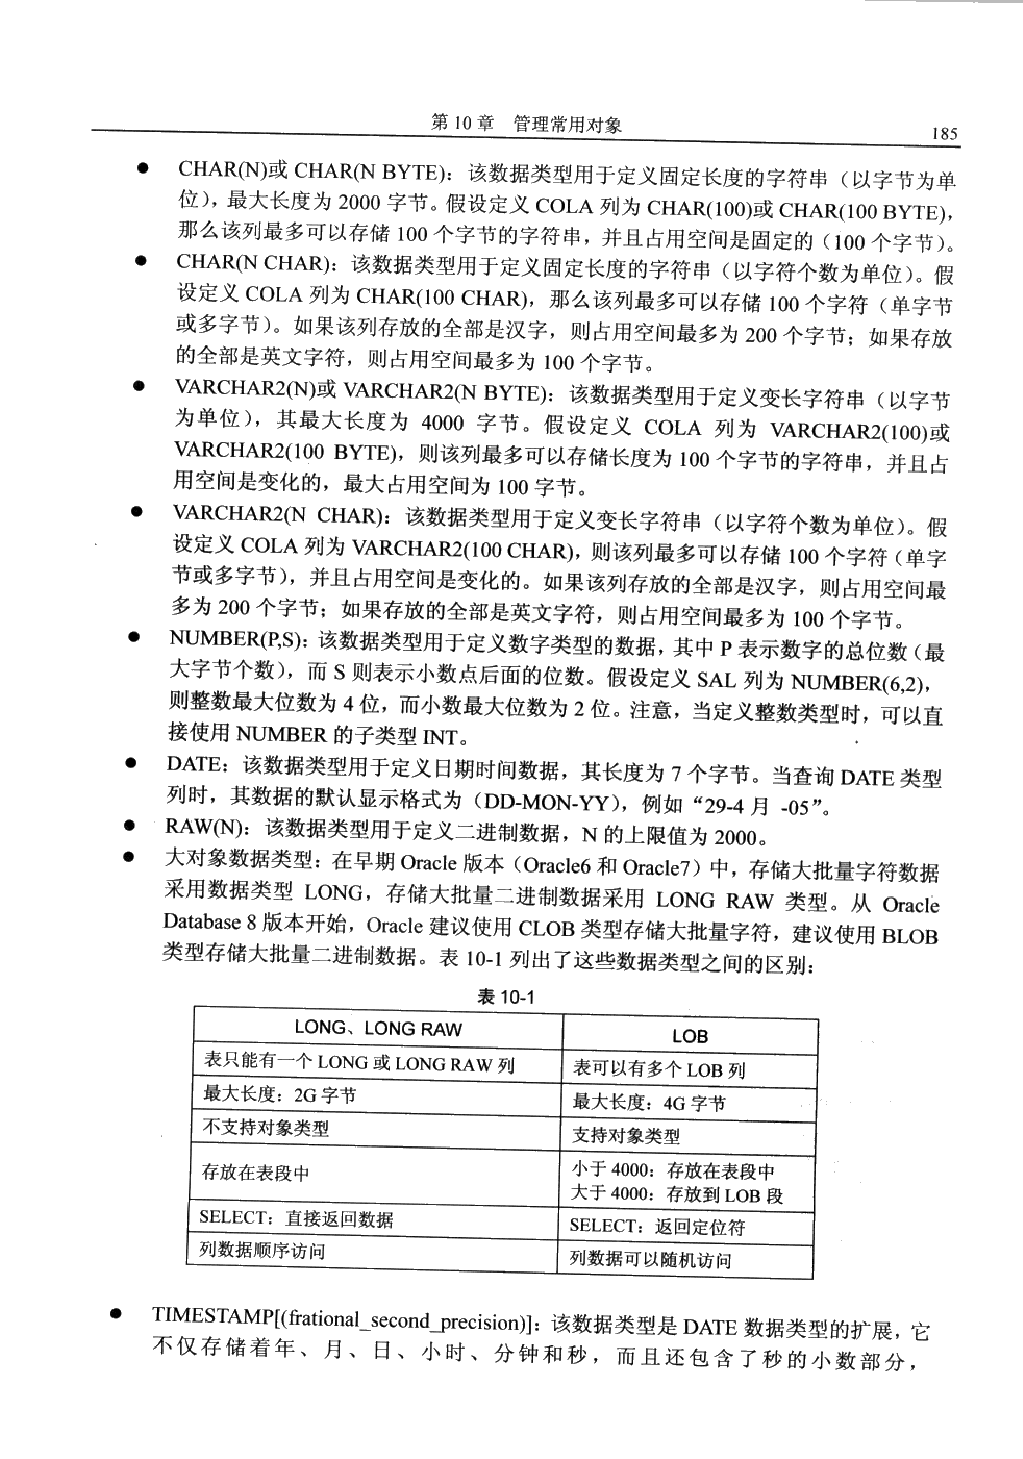 第 10 章 管理常用对象
185
● CHAR(N)或 CHAR(N BYTE)：该数据类型用于定义固定长度的字符串（以字节为单
位），最大长度为 2000 字节。假设定义 COLA 列为 CHAR(100)或 CHAR(100 BYTE),
那么该列最多可以存储 100 个字节的字符串，并且占用空间是固定的（100 个字节）。
● CHAR(N CHAR)：该数据类型用于定义固定长度的字符串（以字符个数为单位）。假
设定义 COLA 列为 CHAR(100 CHAR)，那么该列最多可以存储 100 个字符（单字节
或多字节）。如果该列存放的全部是汉字，则占用空间最多为 200 个字节；如果存放
的全部是英文字符，则占用空间最多为 100 个字节。
● VARCHAR2(N)或 VARCHAR2(N BYTE)：该数据类型用于定义变长字符串（以字节
为单位），其最大长度为 4000 字节。假设定义 COLA 列为 VARCHAR2(100)或
VARCHAR2(100 BYTE)，则该列最多可以存储长度为 100 个字节的字符串，并且占
用空间是变化的，最大占用空间为 100 字节。
● VARCHAR2(N CHAR)：该数据类型用于定义变长字符串（以字符个数为单位）。假
设定义 COLA 列为 VARCHAR2(100 CHAR)，则该列最多可以存储 100 个字符（单字
节或多字节），并且占用空间是变化的。如果该列存放的全部是汉字，则占用空间最
多为 200 个字节；如果存放的全部是英文字符，则占用空间最多为 100 个字节。
● NUMBER(P,S)：该数据类型用于定义数字类型的数据，其中 P 表示数字的总位数（最
大字节个数），而 S 则表示小数点后面的位数。假设定义 SAL 列为 NUMBER(6,2)，
则整数最大位数为 4 位，而小数最大位数为 2 位。注意，当定义整数类型时，可以直
接使用 NUMBER 的子类型 INT。
● DATE：该数据类型用于定义日期时间数据，其长度为 7 个字节。当查询 DATE 类型
列时，其数据的默认显示格式为（DD-MON-YY），例如“29-4 月 -05”。
● RAW(N)：该数据类型用于定义二进制数据，N 的上限值为 2000。
● 大对象数据类型：在早期 Oracle 版本（Oracle6 和 Oracle7）中，存储大批量字符数据
采用数据类型 LONG，存储大批量二进制数据采用 LONG RAW 类型。从 Oracle
Database 8 版本开始，Oracle 建议使用 CLOB 类型存储大批量字符，建议使用 BLOB
类型存储大批量二进制数据。表 10-1 列出了这些数据类型之间的区别：
表 10-1
LONG、LONG RAW
LOB
表只能有一个 LONG 或 LONG RAW 列
表可以有多个 LOB 列
最大长度：2G 字节
最大长度：4G 字节
不支持对象类型
支持对象类型
存放在表段中
小于 4000：存放在表段中
大于 4000：存放到 LOB 段
SELECT：直接返回数据
SELECT：返回定位符
列数据顺序访问
列数据可以随机访问
● TIMESTAMP[(frational_second_precision)]：该数据类型是 DATE 数据类型的扩展，它
不仅存储着年、月、日、小时、分钟和秒，而且还包含了秒的小数部分，